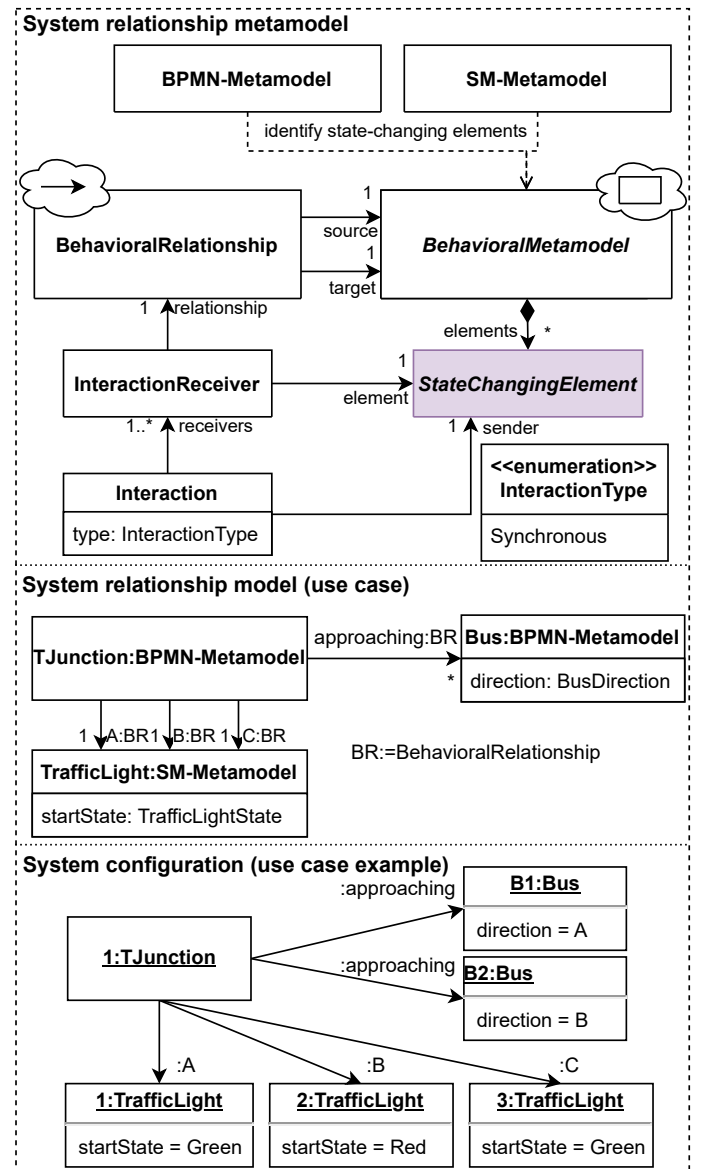 System relationship metamodel
BPMN-Metamodel
SM-Metamodel
identify state-changing elements
BehavioralRelationship
1
source
1
target
BehavioralMetamodel
1
relationship
elements
*
InteractionReceiver
1
element
StateChangingElement
1..*
receivers
1
sender
Interaction
type: InteractionType
<<enumeration>>
InteractionType
Synchronous
System relationship model (use case)
TJunction:BPMN-Metamodel
approaching:BR
*
Bus:BPMN-Metamodel
direction: BusDirection
1
A:BR
1
B:BR
1
C:BR
TrafficLight:SM-Metamodel
startState: TrafficLightState
BR:=BehavioralRelationship
System configuration (use case example)
:approaching
B1:Bus
direction = A
1:TJunction
:approaching
B2:Bus
direction = B
:A
:B
:C
1:TrafficLight
startState = Green
2:TrafficLight
startState = Red
3:TrafficLight
startState = Green